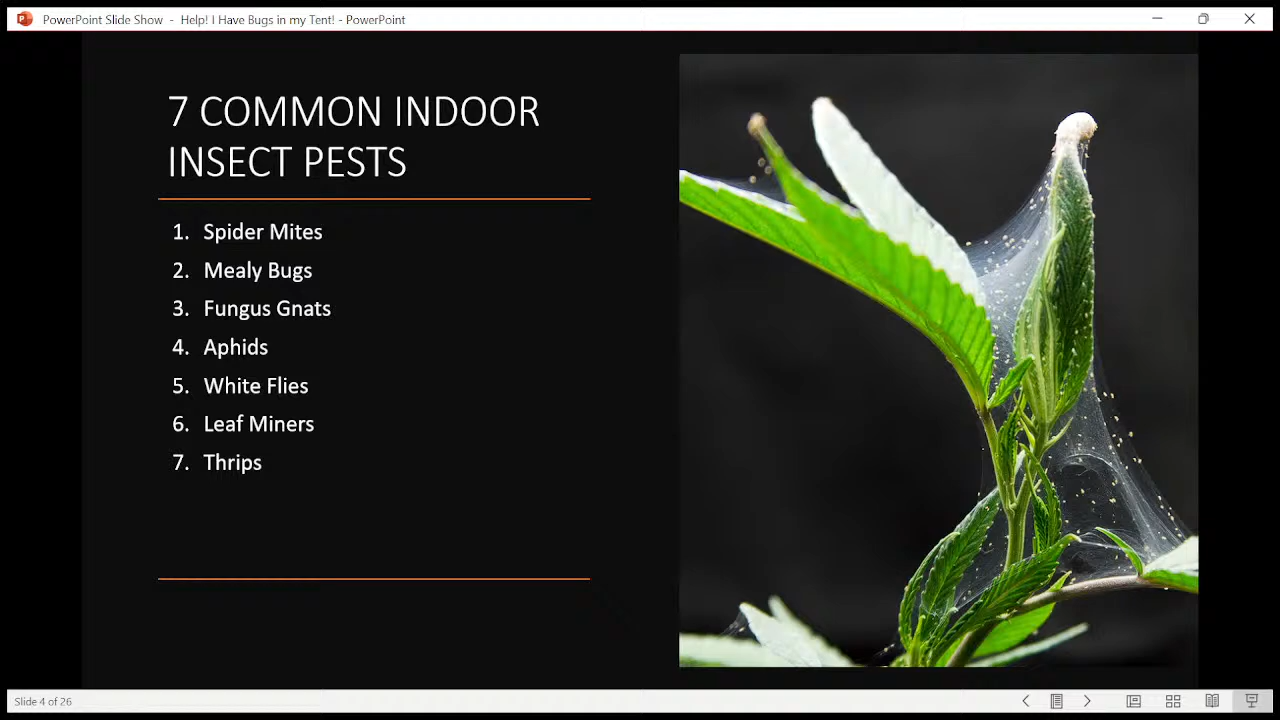 PowerPoint Slide Show - Help! I Have Bugs in my Tent! - PowerPoint
7 COMMON INDOOR
INSECT PESTS
1. Spider Mites
2. Mealy Bugs
3. Fungus Gnats
4. Aphids
5. White Flies
6. Leaf Miners
7. Thrips
Slide 4 of 26